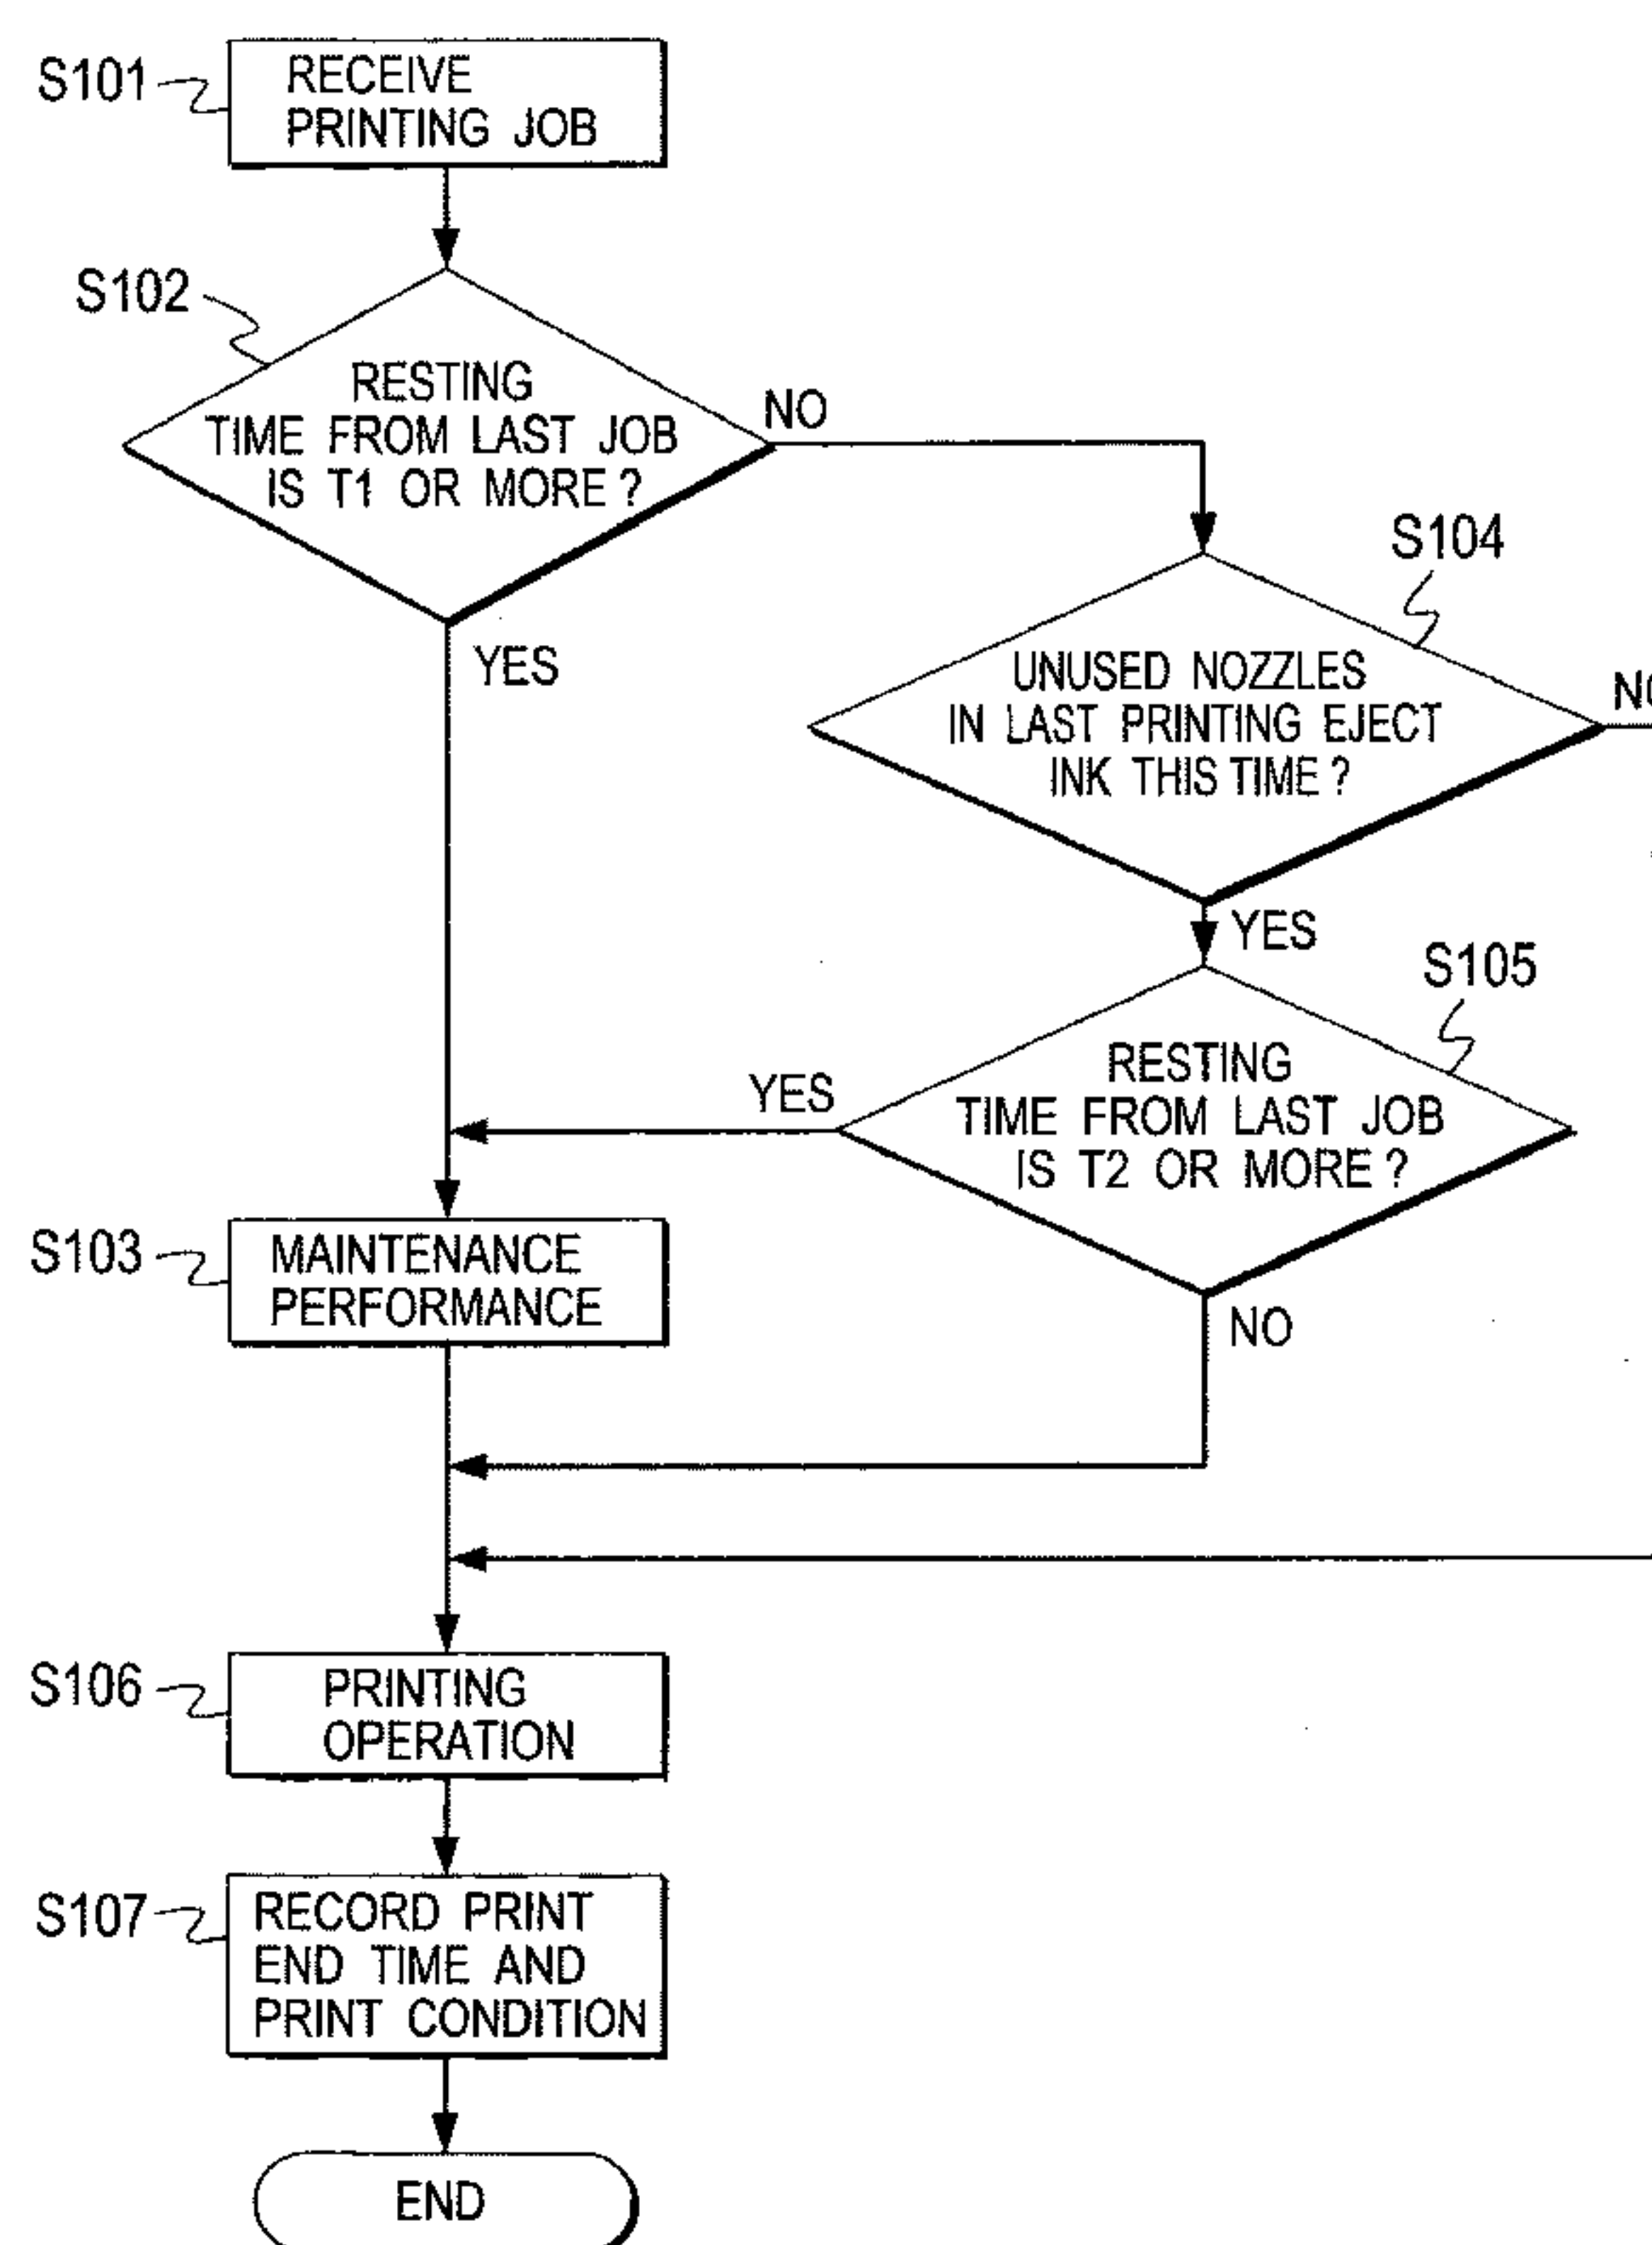 S101
RECEIVE
PRINTING JOB
S102
RESTING
TIME FROM LAST JOB
IS T1 OR MORE?
NO
YES
S104
UNUSED NOZZLES
IN LAST PRINTING EJECT
INK THIS TIME?
NO
YES
S105
RESTING
TIME FROM LAST JOB
IS T2 OR MORE?
YES
NO
S103
MAINTENANCE
PERFORMANCE
S106
PRINTING
OPERATION
S107
RECORD PRINT
END TIME AND
PRINT CONDITION
END